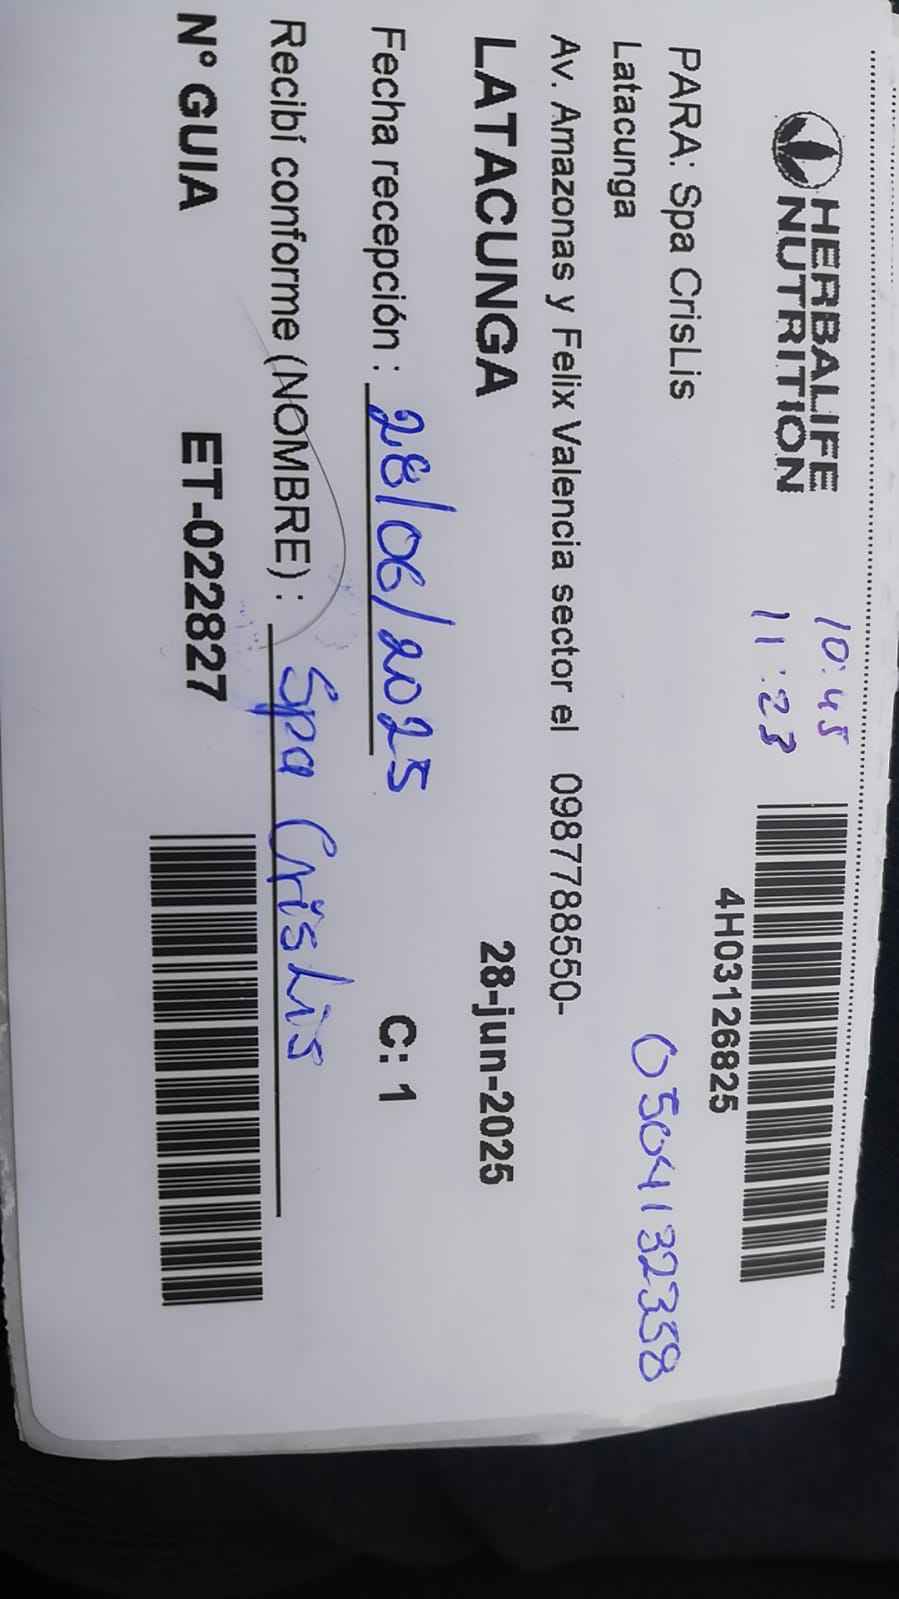 HERBALIFE
NUTRITION
10:45
11:23
4H03126825
PARA: Spa CrisLis
Latacunga
0504132358
Av. Amazonas y Felix Valencia sector el 0987788550-
LATACUNGA 28-jun-2025
Fecha recepción : 28/06/2025 C: 1
Recibí conforme (NOMBRE) : Spa CrisLis
N° GUIA ET-022827